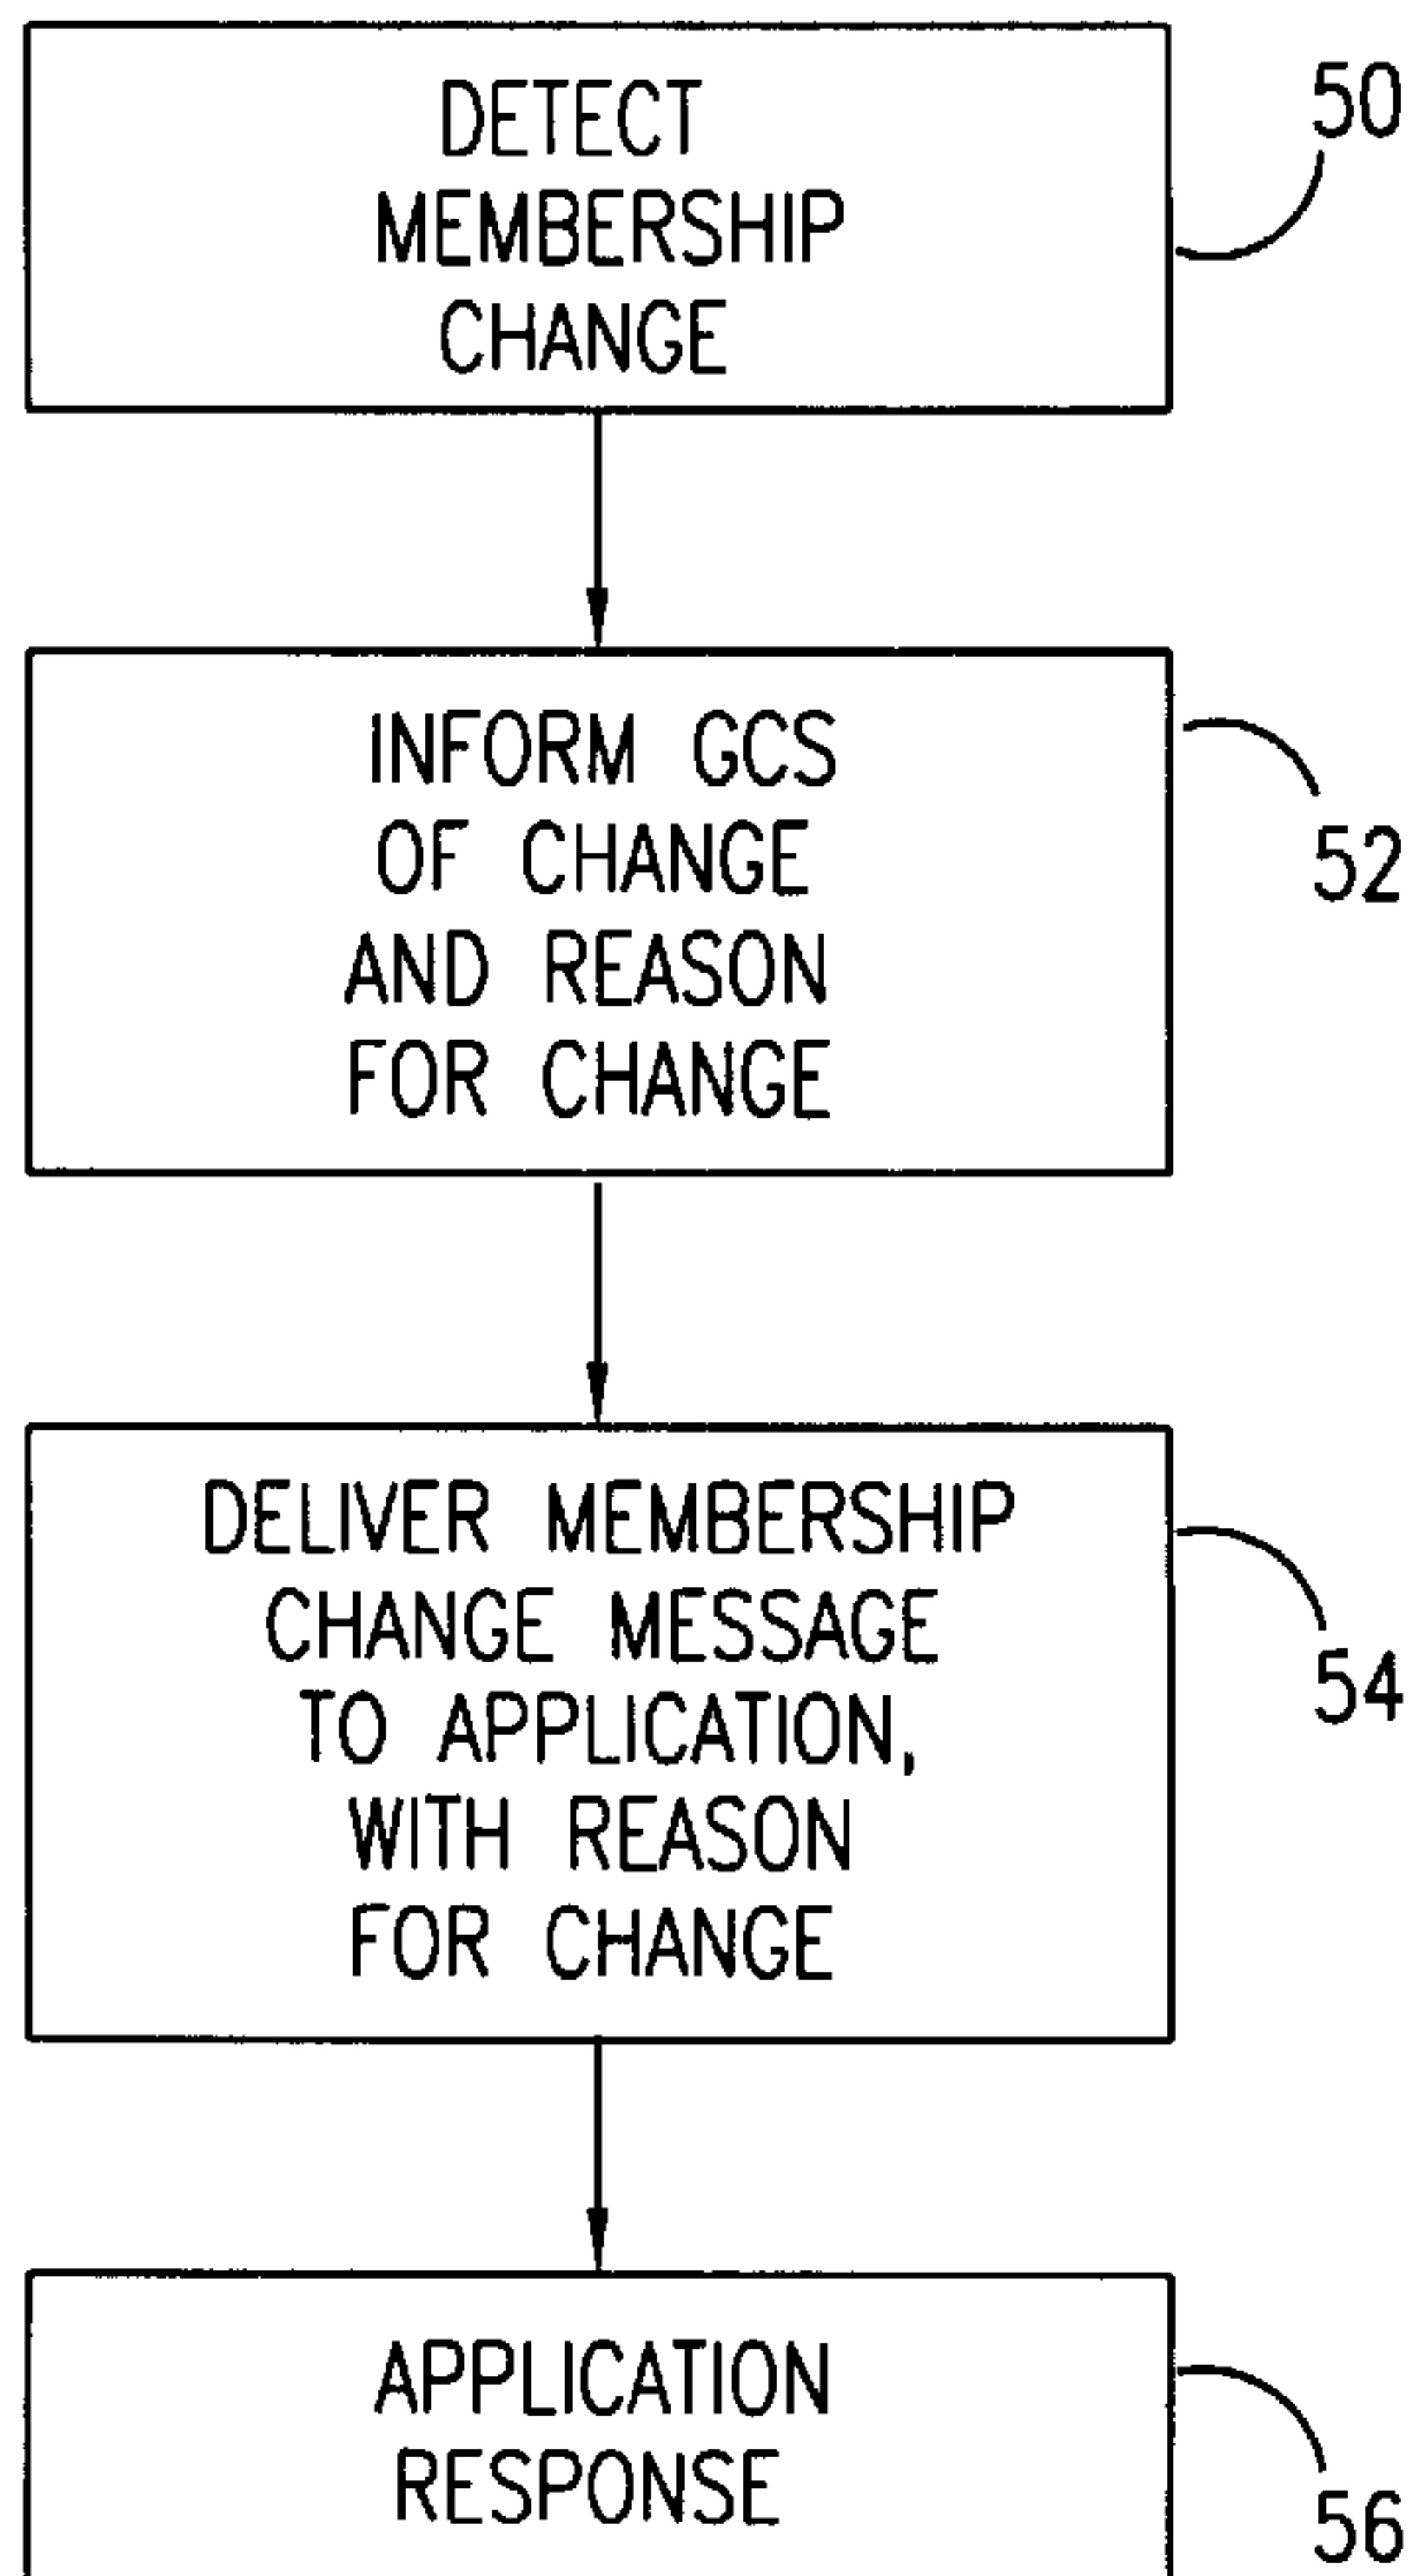 DETECT
MEMBERSHIP
CHANGE
50
INFORM GCS
OF CHANGE
AND REASON
FOR CHANGE
52
DELIVER MEMBERSHIP
CHANGE MESSAGE
TO APPLICATION,
WITH REASON
FOR CHANGE
54
APPLICATION
RESPONSE
56